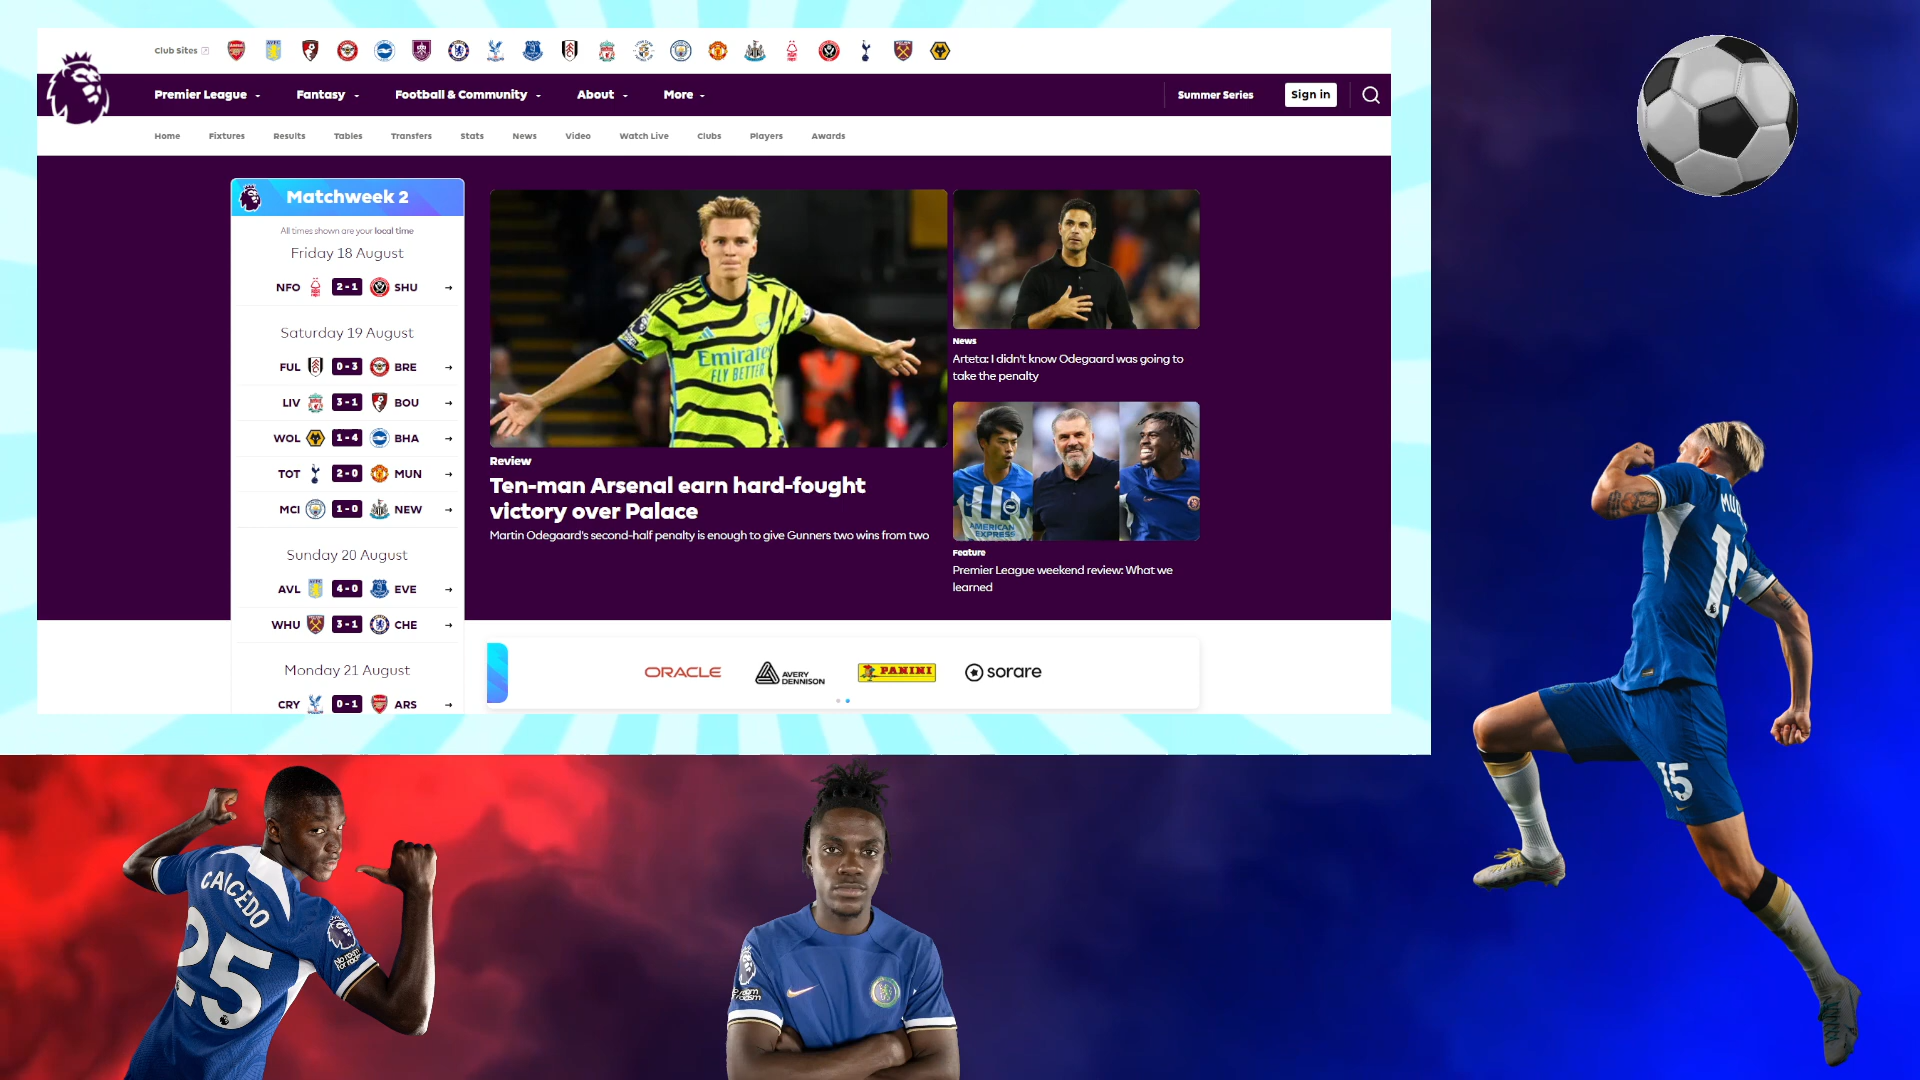 Club Sites
Premier League
Fantasy
Football & Community
About
More
Summer Series
Sign in
Home
Fixtures
Results
Tables
Transfers
Stats
News
Video
Watch Live
Clubs
Players
Awards
Matchweek 2
All times shown are your local time
Friday 18 August
NFO 2 - 1 SHU
Saturday 19 August
FUL 0 - 3 BRE
LIV 3 - 1 BOU
WOL 1 - 4 BHA
TOT 2 - 0 MUN
MCI 1 - 0 NEW
Sunday 20 August
AVL 4 - 0 EVE
WHU 3 - 1 CHE
Monday 21 August
CRY 0 - 1 ARS
Emirates
FLY BETTER
Review
Ten-man Arsenal earn hard-fought
victory over Palace
Martin Odegaard's second-half penalty is enough to give Gunners two wins from two
News
Arteta: I didn't know Odegaard was going to
take the penalty
AMERICAN
EXPRESS
Feature
Premier League weekend review: What we
learned
ORACLE
AVERY
DENNISON
PANINI
sorare
CAICEDO
25
No room
for racism
15
15